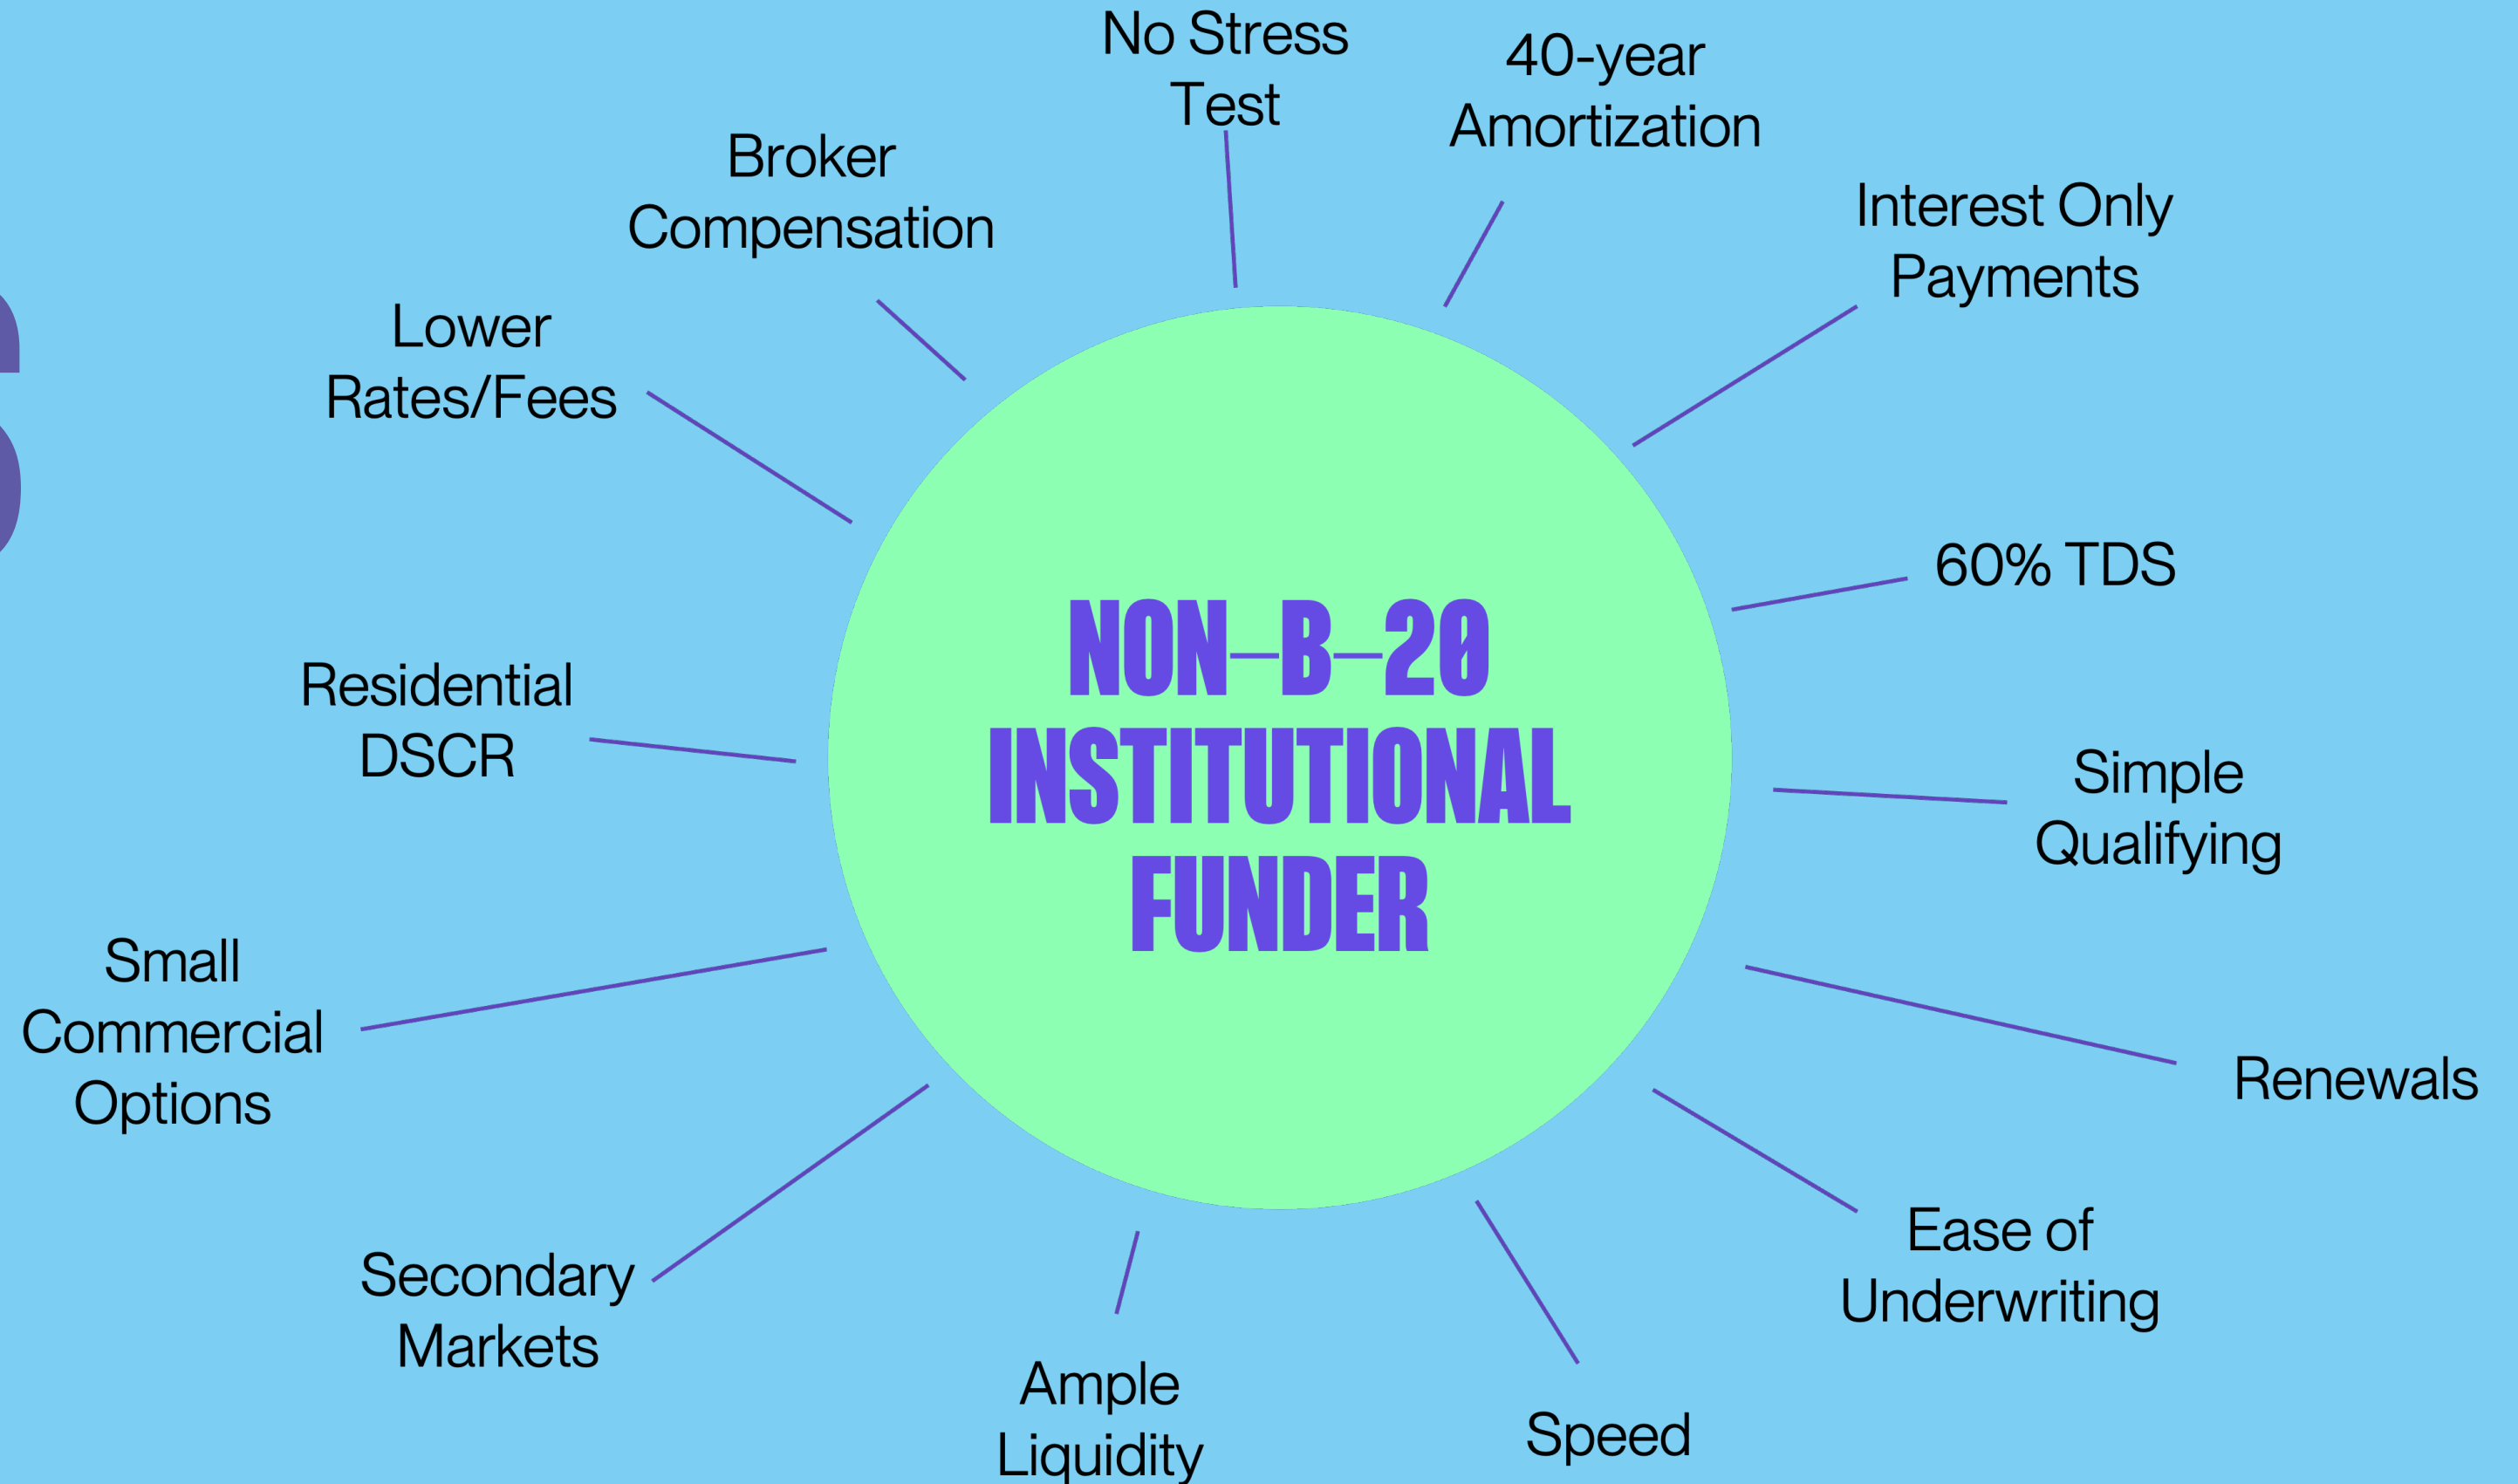 No Stress
Test
40-year
Amortization
Broker
Compensation
Interest Only
Payments
Lower
Rates/Fees
60% TDS
NON–B–20
INSTITUTIONAL
FUNDER
Residential
DSCR
Simple
Qualifying
Small
Commercial
Options
Renewals
Secondary
Markets
Ease of
Underwriting
Ample
Liquidity
Speed